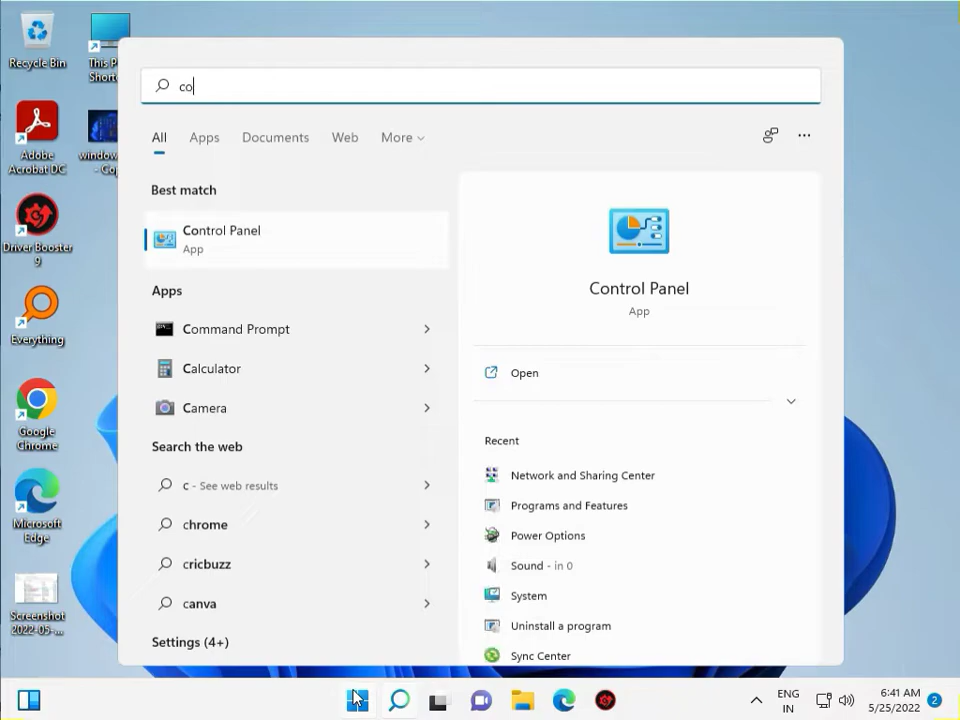 Recycle Bin
This P
Short
Adobe
Acrobat DC
window
- Cop
Driver Booster
9
Everything
Google
Chrome
Microsoft
Edge
Screenshot
2022-05-...
co
All Apps Documents Web More
Best match
Control Panel
App
Apps
Command Prompt
Calculator
Camera
Search the web
c - See web results
chrome
cricbuzz
canva
Settings (4+)
Control Panel
App
Open
Recent
Network and Sharing Center
Programs and Features
Power Options
Sound - in 0
System
Uninstall a program
Sync Center
ENG
IN
6:41 AM
5/25/2022
2